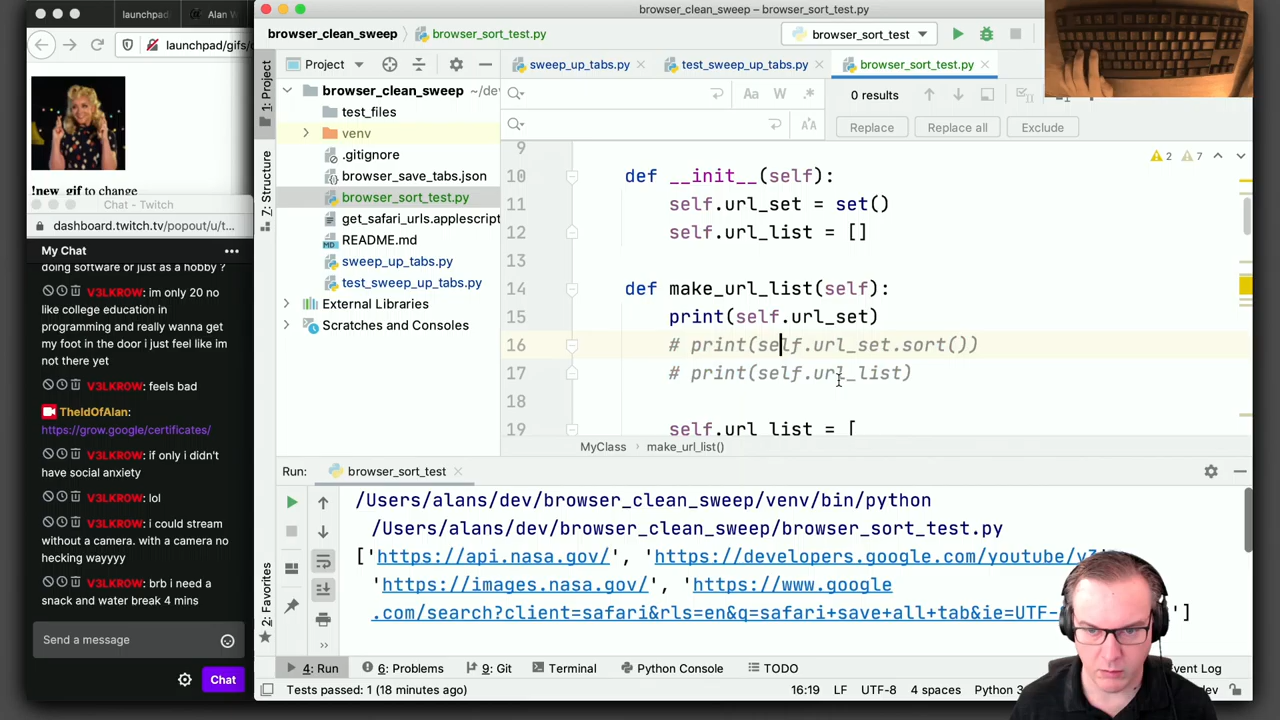 launchpad
Alan W
launchpad/gifs/
!new_gif to change
Chat - Twitch
dashboard.twitch.tv/popout/u/t...
My Chat
doing software or just as a hobby ?
V3LKR0W: im only 20 no
like college education in
programming and really wanna get
my foot in the door i just feel like im
not there yet
V3LKR0W: feels bad
TheIdOfAlan:
https://grow.google/certificates/
V3LKR0W: if only i didn't
have social anxiety
V3LKR0W: lol
V3LKR0W: i could stream
without a camera. with a camera no
hecking wayyyy
V3LKR0W: brb i need a
snack and water break 4 mins
Send a message
Chat
browser_clean_sweep – browser_sort_test.py
browser_clean_sweep
browser_sort_test.py
browser_sort_test
1: Project
7: Structure
2: Favorites
Project
browser_clean_sweep ~/dev
test_files
venv
.gitignore
browser_save_tabs.json
browser_sort_test.py
get_safari_urls.applescript
README.md
sweep_up_tabs.py
test_sweep_up_tabs.py
External Libraries
Scratches and Consoles
sweep_up_tabs.py
test_sweep_up_tabs.py
browser_sort_test.py
Aa W .* 0 results
Replace Replace all Exclude
2 7
9
10 def __init__(self):
11 self.url_set = set()
12 self.url_list = []
13
14 def make_url_list(self):
15 print(self.url_set)
16 # print(self.url_set.sort())
17 # print(self.url_list)
18
19 self.url_list = [
MyClass make_url_list()
Run: browser_sort_test
/Users/alans/dev/browser_clean_sweep/venv/bin/python
/Users/alans/dev/browser_clean_sweep/browser_sort_test.py
['https://api.nasa.gov/', 'https://developers.google.com/youtube/v3'
'https://images.nasa.gov/', 'https://www.google
.com/search?client=safari&rls=en&q=safari+save+all+tab&ie=UTF- ']
4: Run 6: Problems 9: Git Terminal Python Console TODO Event Log
Tests passed: 1 (18 minutes ago) 16:19 LF UTF-8 4 spaces Python 3